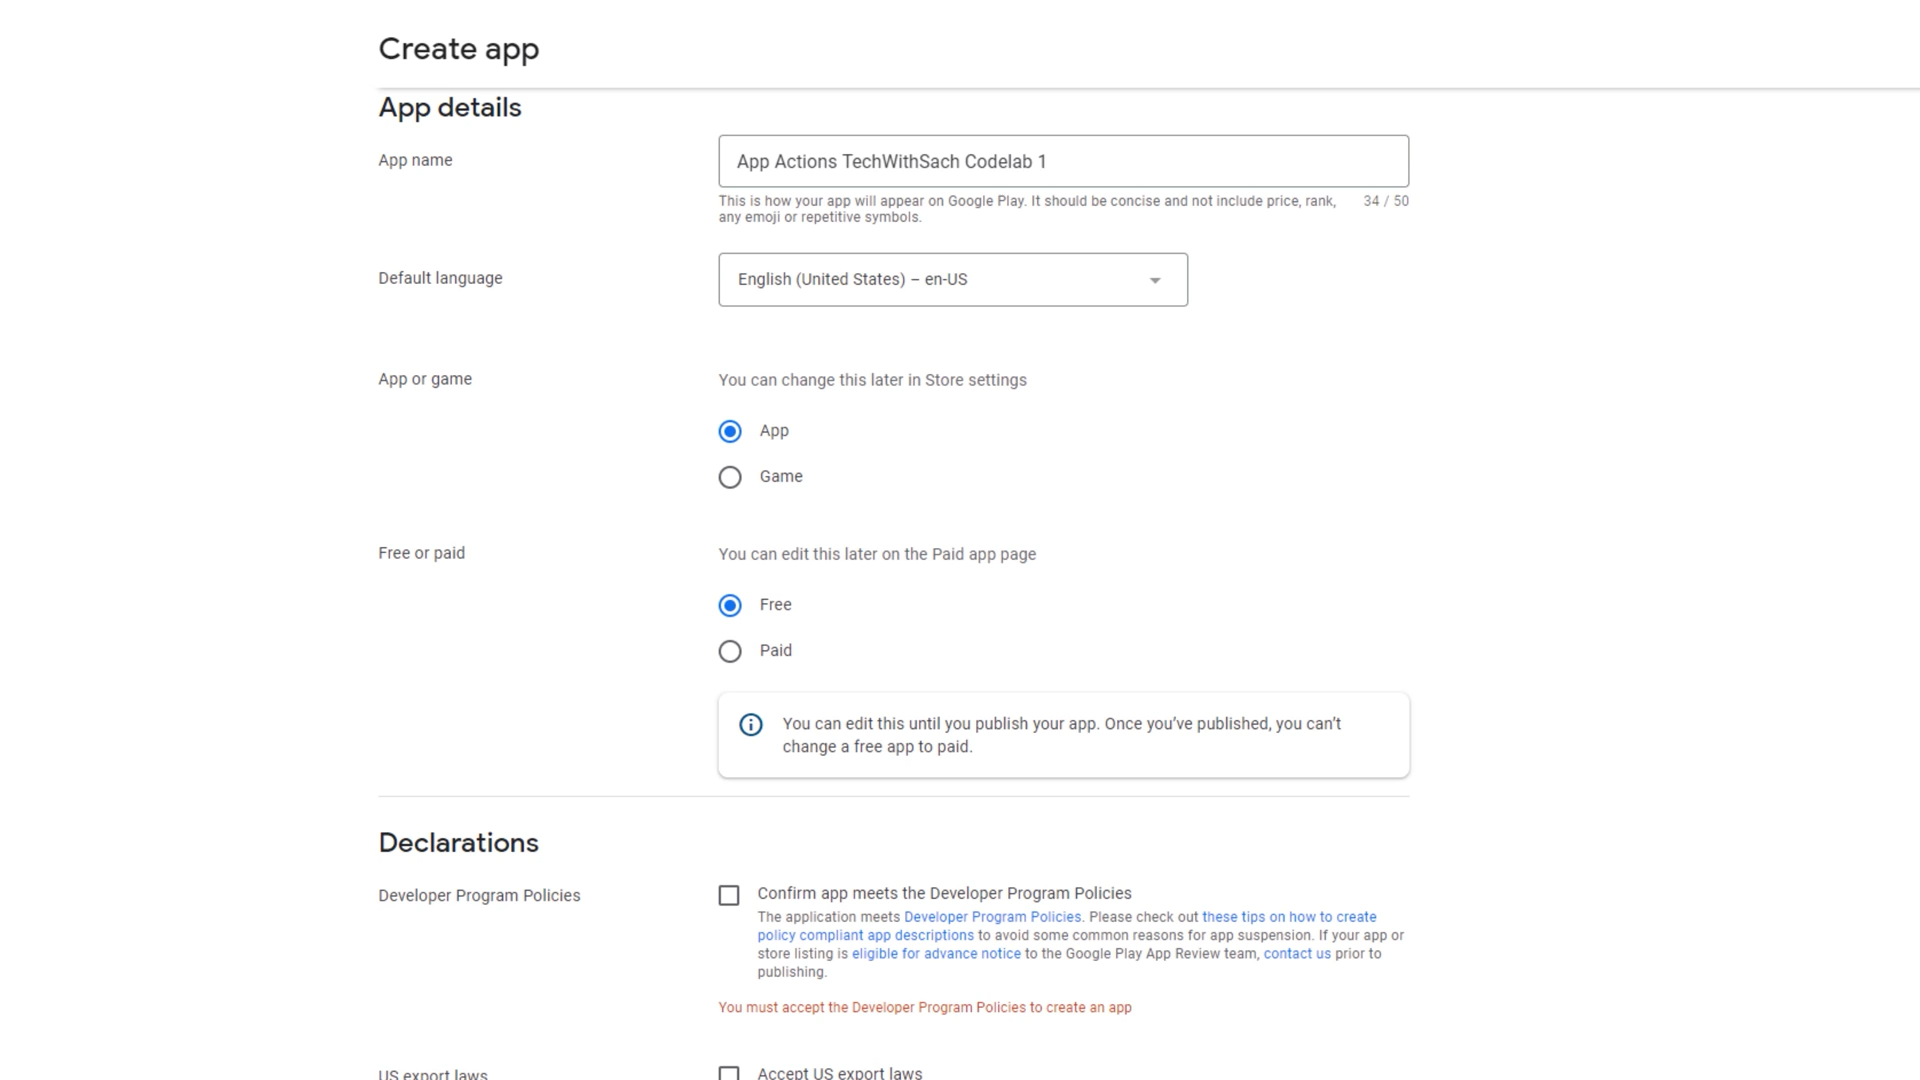 Create app
App details
App name
App Actions TechWithSach Codelab 1
This is how your app will appear on Google Play. It should be concise and not include price, rank,
any emoji or repetitive symbols.
34 / 50
Default language
English (United States) – en-US
App or game
You can change this later in Store settings
App
Game
Free or paid
You can edit this later on the Paid app page
Free
Paid
You can edit this until you publish your app. Once you’ve published, you can’t
change a free app to paid.
Declarations
Developer Program Policies
Confirm app meets the Developer Program Policies
The application meets Developer Program Policies. Please check out these tips on how to create
policy compliant app descriptions to avoid some common reasons for app suspension. If your app or
store listing is eligible for advance notice to the Google Play App Review team, contact us prior to
publishing.
You must accept the Developer Program Policies to create an app
US export laws
Accept US export laws